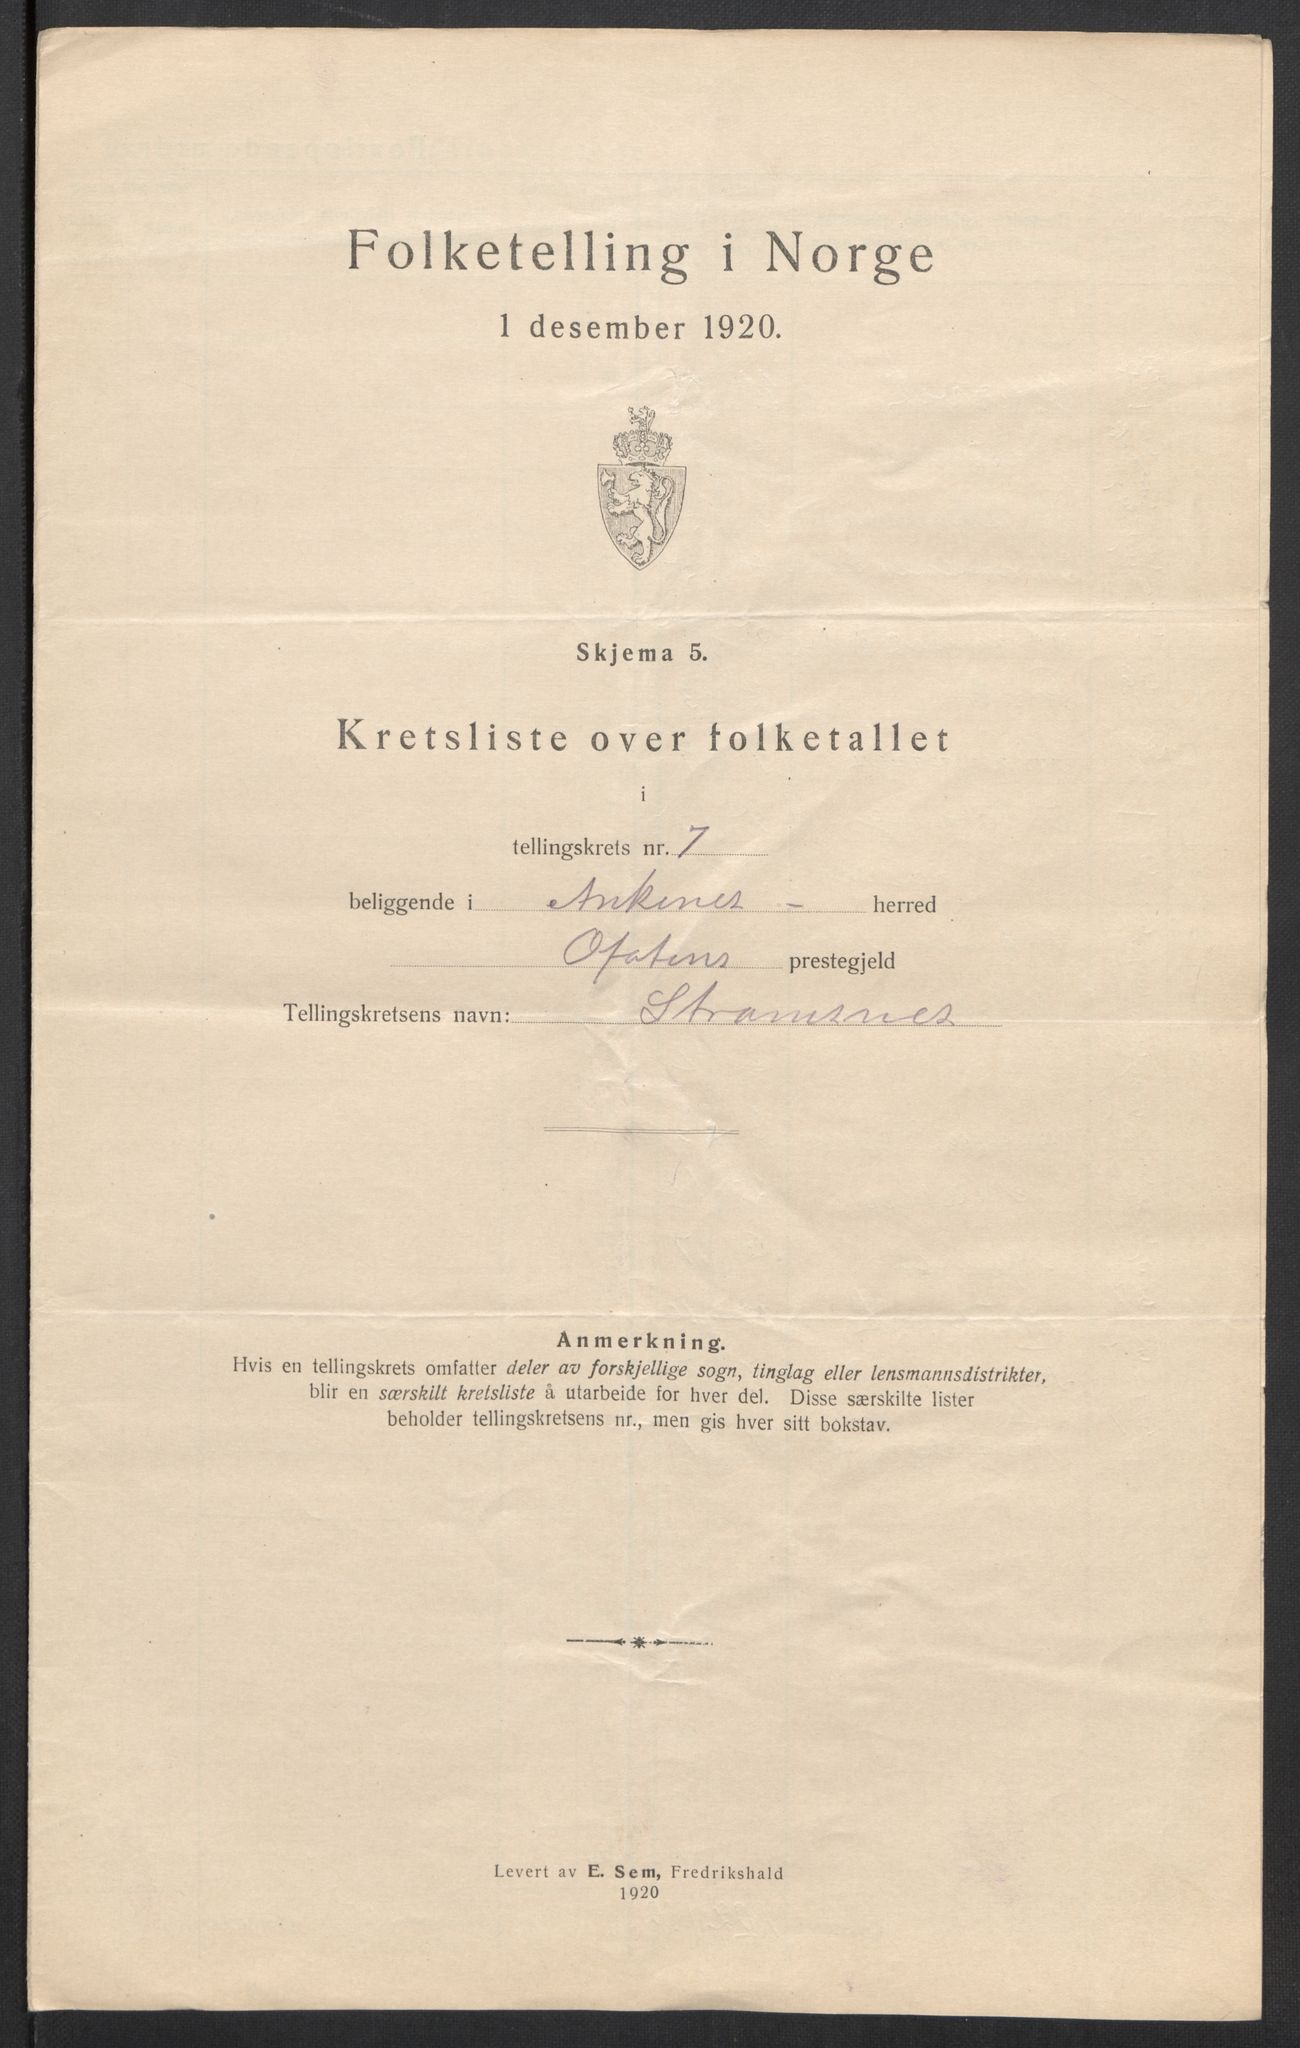 Folketelling i Norge
1 desember 1920.
Skjema 5.
Kretsliste over folketallet
i
tellingskrets nr. 7
beliggende i Ankenes - herred
Ofotens prestegjeld
Tellingskretsens navn: Strømsnes
Anmerkning.
Hvis en tellingskrets omfatter deler av forskjellige sogn, tinglag eller lensmannsdistrikter,
blir en særskilt kretsliste å utarbeide for hver del. Disse særskilte lister
beholder tellingskretsens nr., men gis hver sitt bokstav.
Levert av E. Sem, Fredrikshald
1920